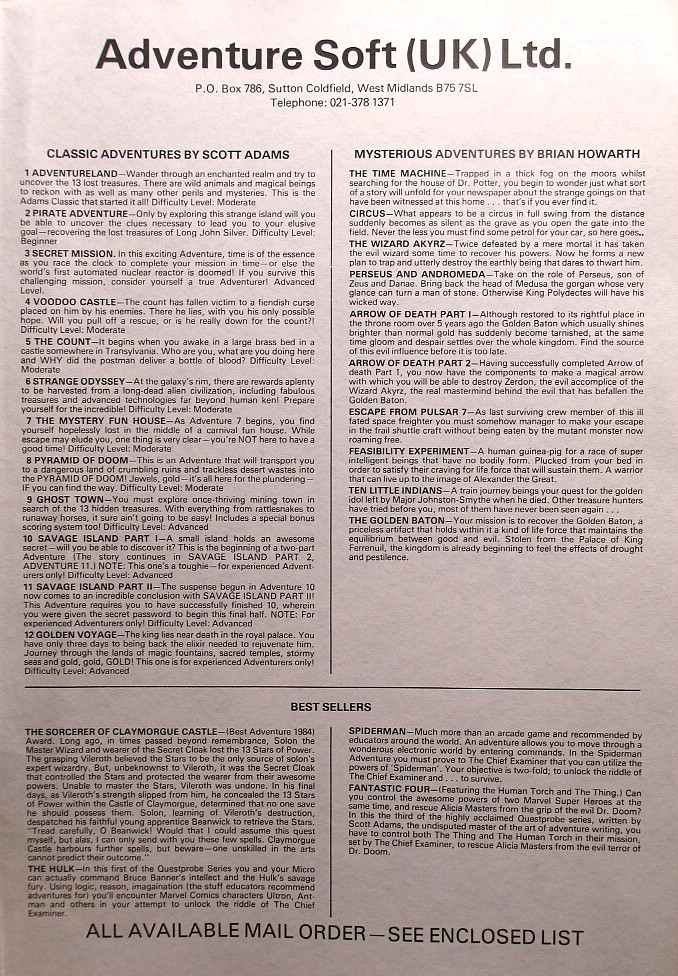 Adventure Soft (UK) Ltd.
P.O. Box 786, Sutton Coldfield, West Midlands B75 7SL
Telephone: 021-378 1371
CLASSIC ADVENTURES BY SCOTT ADAMS
1 ADVENTURELAND—Wander through an enchanted realm and try to
uncover the 13 lost treasures. There are wild animals and magical beings
to reckon with as well as many other perils and mysteries. This is the
Adams Classic that started it all! Difficulty Level: Moderate
2 PIRATE ADVENTURE—Only by exploring this strange island will you
be able to uncover the clues necessary to lead you to your elusive
goal—recovering the lost treasures of Long John Silver. Difficulty Level:
Beginner
3 SECRET MISSION. In this exciting Adventure, time is of the essence
as you race the clock to complete your mission in time—or else the
world's first automated nuclear reactor is doomed! If you survive this
challenging mission, consider yourself a true Adventurer! Advanced
Level.
4 VOODOO CASTLE—The count has fallen victim to a fiendish curse
placed on him by his enemies. There he lies, with you his only possible
hope. Will you pull off a rescue, or is he really down for the count?!
Difficulty Level: Moderate
5 THE COUNT—It begins when you awake in a large brass bed in a
castle somewhere in Transylvania. Who are you, what are you doing here
and WHY did the postman deliver a bottle of blood? Difficulty Level:
Moderate
6 STRANGE ODYSSEY—At the galaxy's rim, there are rewards aplenty
to be harvested from a long-dead alien civilization, including fabulous
treasures and advanced technologies far beyond human ken! Prepare
yourself for the incredible! Difficulty Level: Moderate
7 THE MYSTERY FUN HOUSE—As Adventure 7 begins, you find
yourself hopelessly lost in the middle of a carnival fun house. While
escape may elude you, one thing is very clear—you're NOT here to have a
good time! Difficulty Level: Moderate
8 PYRAMID OF DOOM—This is an Adventure that will transport you
to a dangerous land of crumbling ruins and trackless desert wastes into
the PYRAMID OF DOOM! Jewels, gold—it's all here for the plundering—
IF you can find the way. Difficulty Level: Moderate
9 GHOST TOWN—You must explore once-thriving mining town in
search of the 13 hidden treasures. With everything from rattlesnakes to
runaway horses, it sure ain't going to be easy! Includes a special bonus
scoring system too! Difficulty Level: Advanced
10 SAVAGE ISLAND PART I—A small island holds an awesome
secret—will you be able to discover it? This is the beginning of a two-part
Adventure (The story continues in SAVAGE ISLAND PART 2,
ADVENTURE 11.) NOTE: This one's a toughie—for experienced Advent-
urers only! Difficulty Level: Advanced
11 SAVAGE ISLAND PART II—The suspense begun in Adventure 10
now comes to an incredible conclusion with SAVAGE ISLAND PART II!
This Adventure requires you to have successfully finished 10, wherein
you were given the secret password to begin this final half. NOTE: For
experienced Adventurers only! Difficulty Level: Advanced
12 GOLDEN VOYAGE—The king lies near death in the royal palace. You
have only three days to being back the elixir needed to rejuvenate him.
Journey through the lands of magic fountains, sacred temples, stormy
seas and gold, gold, GOLD! This one is for experienced Adventurers only!
Difficulty Level: Advanced
MYSTERIOUS ADVENTURES BY BRIAN HOWARTH
THE TIME MACHINE—Trapped in a thick fog on the moors whilst
searching for the house of Dr. Potter, you begin to wonder just what sort
of a story will unfold for your newspaper about the strange goings on that
have been witnessed at this home . . . that's if you ever find it.
CIRCUS—What appears to be a circus in full swing from the distance
suddenly becomes as silent as the grave as you open the gate into the
field. Never the less you must find some petrol for your car, so here goes..
THE WIZARD AKYRZ—Twice defeated by a mere mortal it has taken
the evil wizard some time to recover his powers. Now he forms a new
plan to trap and utterly destroy the earthly being that dares to thwart him.
PERSEUS AND ANDROMEDA—Take on the role of Perseus, son of
Zeus and Danae. Bring back the head of Medusa the gorgan whose very
glance can turn a man of stone. Otherwise King Polydectes will have his
wicked way.
ARROW OF DEATH PART I—Although restored to its rightful place in
the throne room over 5 years ago the Golden Baton which usually shines
brighter than normal gold has suddenly become tarnished, at the same
time gloom and despair settles over the whole kingdom. Find the source
of this evil influence before it is too late.
ARROW OF DEATH PART 2—Having successfully completed Arrow of
death Part 1, you now have the components to make a magical arrow
with which you will be able to destroy Zerdon, the evil accomplice of the
Wizard Akyrz, the real mastermind behind the evil that has befallen the
Golden Baton.
ESCAPE FROM PULSAR 7—As last surviving crew member of this ill
fated space freighter you must somehow manage to make your escape
in the frail shuttle craft without being eaten by the mutant monster now
roaming free.
FEASIBILITY EXPERIMENT—A human guinea-pig for a race of super
intelligent beings that have no bodily form. Plucked from your bed in
order to satisfy their craving for life force that will sustain them. A warrior
that can live up to the image of Alexander the Great.
TEN LITTLE INDIANS—A train journey begins your quest for the golden
idol left by Major Johnston-Smythe when he died. Other treasure hunters
have tried before you, most of them have never been seen again . . .
THE GOLDEN BATON—Your mission is to recover the Golden Baton, a
priceless artifact that holds within it a kind of life force that maintains the
equilibrium between good and evil. Stolen from the Palace of King
Ferrenuil, the kingdom is already beginning to feel the effects of drought
and pestilence.
BEST SELLERS
THE SORCERER OF CLAYMORGUE CASTLE—(Best Adventure 1984)
Award. Long ago, in times passed beyond remembrance, Solon the
Master Wizard and wearer of the Secret Cloak lost the 13 Stars of Power.
The grasping Vileroth believed the Stars to be the only source of solon's
expert wizardry. But, unbeknownst to Vileroth, it was the Secret Cloak
that controlled the Stars and protected the wearer from their awesome
powers. Unable to master the Stars, Vileroth was undone. In his final
days, as Vileroth's strength slipped from him, he concealed the 13 Stars
of Power within the Castle of Claymorgue, determined that no one save
he should possess them. Solon, learning of Vileroth's destruction,
despatched his faithful young apprentice Beanwick to retrieve the Stars.
"Tread carefully, O Beanwick! Would that I could assume this quest
myself, but alas, I can only send with you these few spells. Claymorgue
Castle harbours further spells, but beware—one unskilled in the arts
cannot predict their outcome."
THE HULK—In this first of the Questprobe Series you and your Micro
can actually command Bruce Banner's intellect and the Hulk's savage
fury. Using logic, reason, imagaination (the stuff educators recommend
adventures for) you'll encounter Marvel Comics characters Ultron, Ant-
man and others in your attempt to unlock the riddle of The Chief
Examiner.
SPIDERMAN—Much more than an arcade game and recommended by
educators around the world. An adventure allows you to move through a
wonderous electronic world by entering commands. In the Spiderman
Adventure you must prove to The Chief Examiner that you can utilize the
powers of 'Spiderman'. Your objective is two-fold; to unlock the riddle of
The Chief Examiner and . . . to survive.
FANTASTIC FOUR—(Featuring the Human Torch and The Thing.) Can
you control the awesome powers of two Marvel Super Heroes at the
same time, and rescue Alicia Masters from the grip of the evil Dr. Doom?
In this the third of the highly acclaimed Questprobe series, written by
Scott Adams, the undisputed master of the art of adventure writing, you
have to control both The Thing and The Human Torch in their mission,
set by The Chief Examiner, to rescue Alicia Masters from the evil terror of
Dr. Doom.
ALL AVAILABLE MAIL ORDER—SEE ENCLOSED LIST